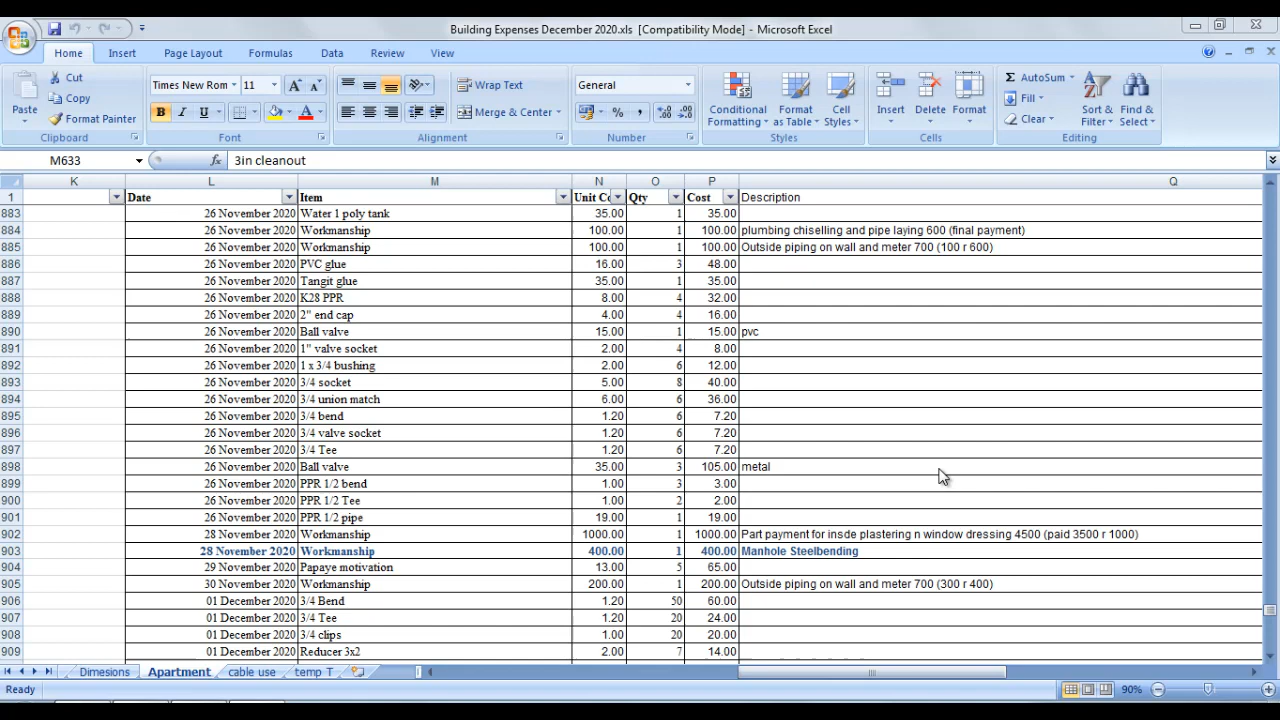 Building Expenses December 2020.xls [Compatibility Mode] - Microsoft Excel
Home Insert Page Layout Formulas Data Review View
Paste
Cut
Copy
Format Painter
Clipboard
Times New Rom 11
B I U
Font
Wrap Text
Merge & Center
Alignment
General
Number
Conditional Formatting
Format as Table
Cell Styles
Styles
Insert Delete Format
Cells
AutoSum
Fill
Clear
Sort & Filter
Find & Select
Editing
M633 fx 3in cleanout
K L M N O P Q
1 Date Item Unit Co Qty Cost Description
883 26 November 2020 Water 1 poly tank 35.00 1 35.00
884 26 November 2020 Workmanship 100.00 1 100.00 plumbing chiselling and pipe laying 600 (final payment)
885 26 November 2020 Workmanship 100.00 1 100.00 Outside piping on wall and meter 700 (100 r 600)
886 26 November 2020 PVC glue 16.00 3 48.00
887 26 November 2020 Tangit glue 35.00 1 35.00
888 26 November 2020 K28 PPR 8.00 4 32.00
889 26 November 2020 2" end cap 4.00 4 16.00
890 26 November 2020 Ball valve 15.00 1 15.00 pvc
891 26 November 2020 1" valve socket 2.00 4 8.00
892 26 November 2020 1 x 3/4 bushing 2.00 6 12.00
893 26 November 2020 3/4 socket 5.00 8 40.00
894 26 November 2020 3/4 union match 6.00 6 36.00
895 26 November 2020 3/4 bend 1.20 6 7.20
896 26 November 2020 3/4 valve socket 1.20 6 7.20
897 26 November 2020 3/4 Tee 1.20 6 7.20
898 26 November 2020 Ball valve 35.00 3 105.00 metal
899 26 November 2020 PPR 1/2 bend 1.00 3 3.00
900 26 November 2020 PPR 1/2 Tee 1.00 2 2.00
901 26 November 2020 PPR 1/2 pipe 19.00 1 19.00
902 28 November 2020 Workmanship 1000.00 1 1000.00 Part payment for insde plastering n window dressing 4500 (paid 3500 r 1000)
903 28 November 2020 Workmanship 400.00 1 400.00 Manhole Steelbending
904 29 November 2020 Papaye motivation 13.00 5 65.00
905 30 November 2020 Workmanship 200.00 1 200.00 Outside piping on wall and meter 700 (300 r 400)
906 01 December 2020 3/4 Bend 1.20 50 60.00
907 01 December 2020 3/4 Tee 1.20 20 24.00
908 01 December 2020 3/4 clips 1.00 20 20.00
909 01 December 2020 Reducer 3x2 2.00 7 14.00
Dimesions Apartment cable use temp T
Ready 90%